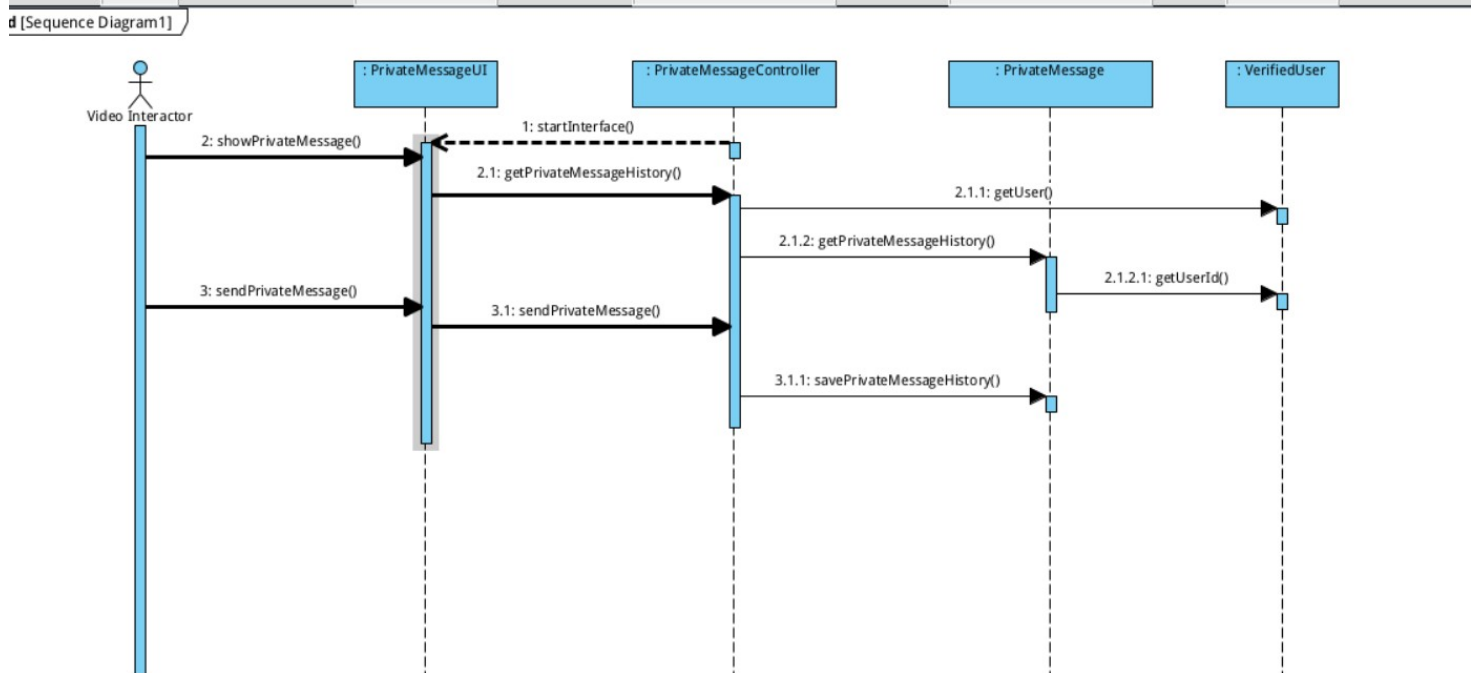 d [Sequence Diagram1]
: PrivateMessageUI
: PrivateMessageController
: PrivateMessage
: VerifiedUser
Video Interactor
1: startInterface()
2: showPrivateMessage()
2.1: getPrivateMessageHistory()
2.1.1: getUser()
2.1.2: getPrivateMessageHistory()
2.1.2.1: getUserId()
3: sendPrivateMessage()
3.1: sendPrivateMessage()
3.1.1: savePrivateMessageHistory()